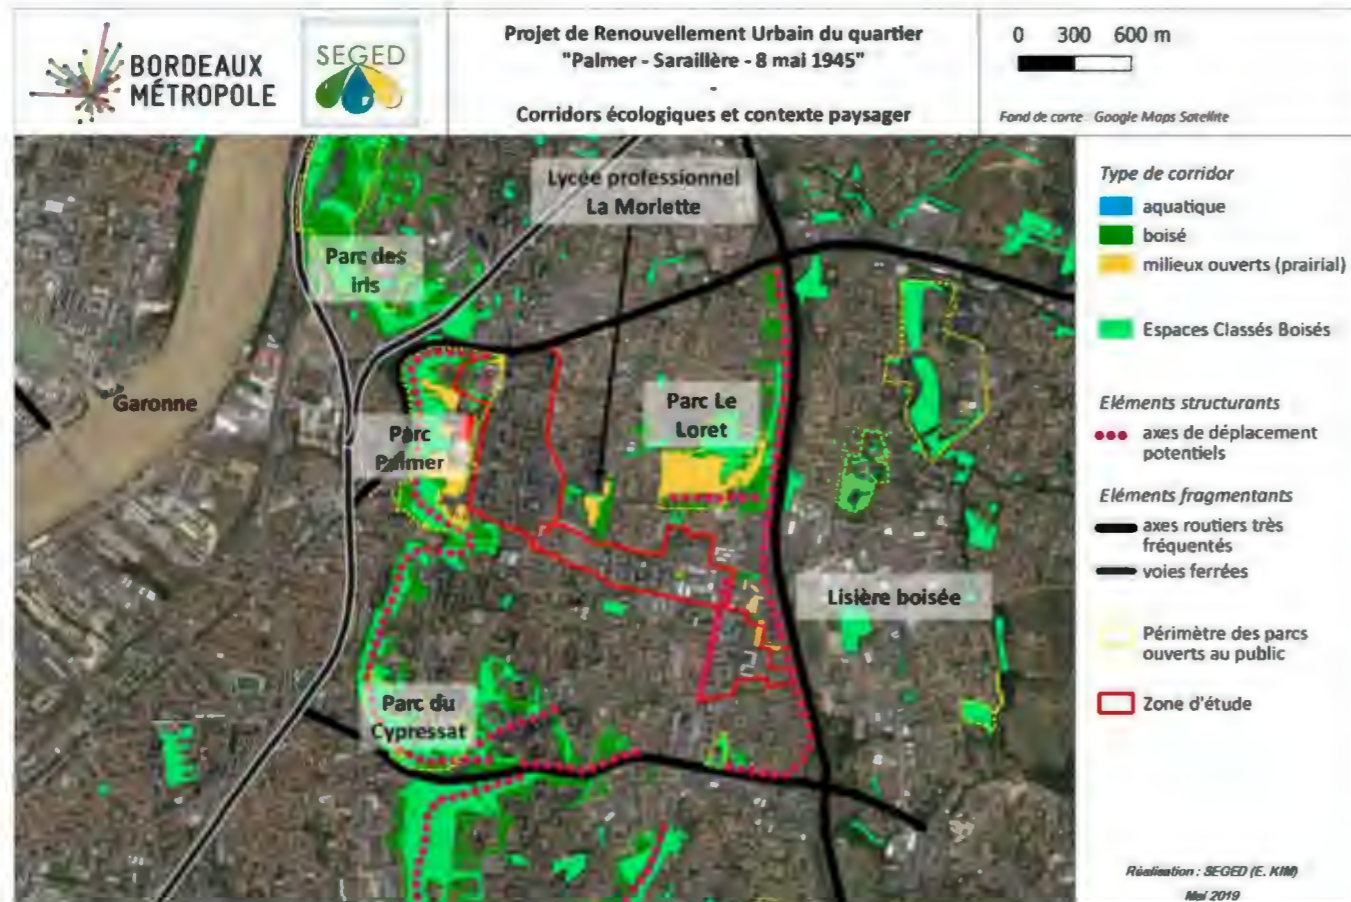 BORDEAUX
MÉTROPOLE
SEGED
Projet de Renouvellement Urbain du quartier
"Palmer - Saraillère - 8 mai 1945"
-
Corridors écologiques et contexte paysager
0 300 600 m
Fond de carte : Google Maps Satellite
Lycée professionnel
La Morlette
Parc des
iris
Garonne
Parc
Palmer
Parc Le
Loret
Lisière boisée
Parc du
Cypressat
Type de corridor
aquatique
boisé
milieux ouverts (prairial)
Espaces Classés Boisés
Eléments structurants
axes de déplacement
potentiels
Eléments fragmentants
axes routiers très
fréquentés
voies ferrées
Périmètre des parcs
ouverts au public
Zone d'étude
Réalisation : SEGED (E. KIM)
Mai 2019